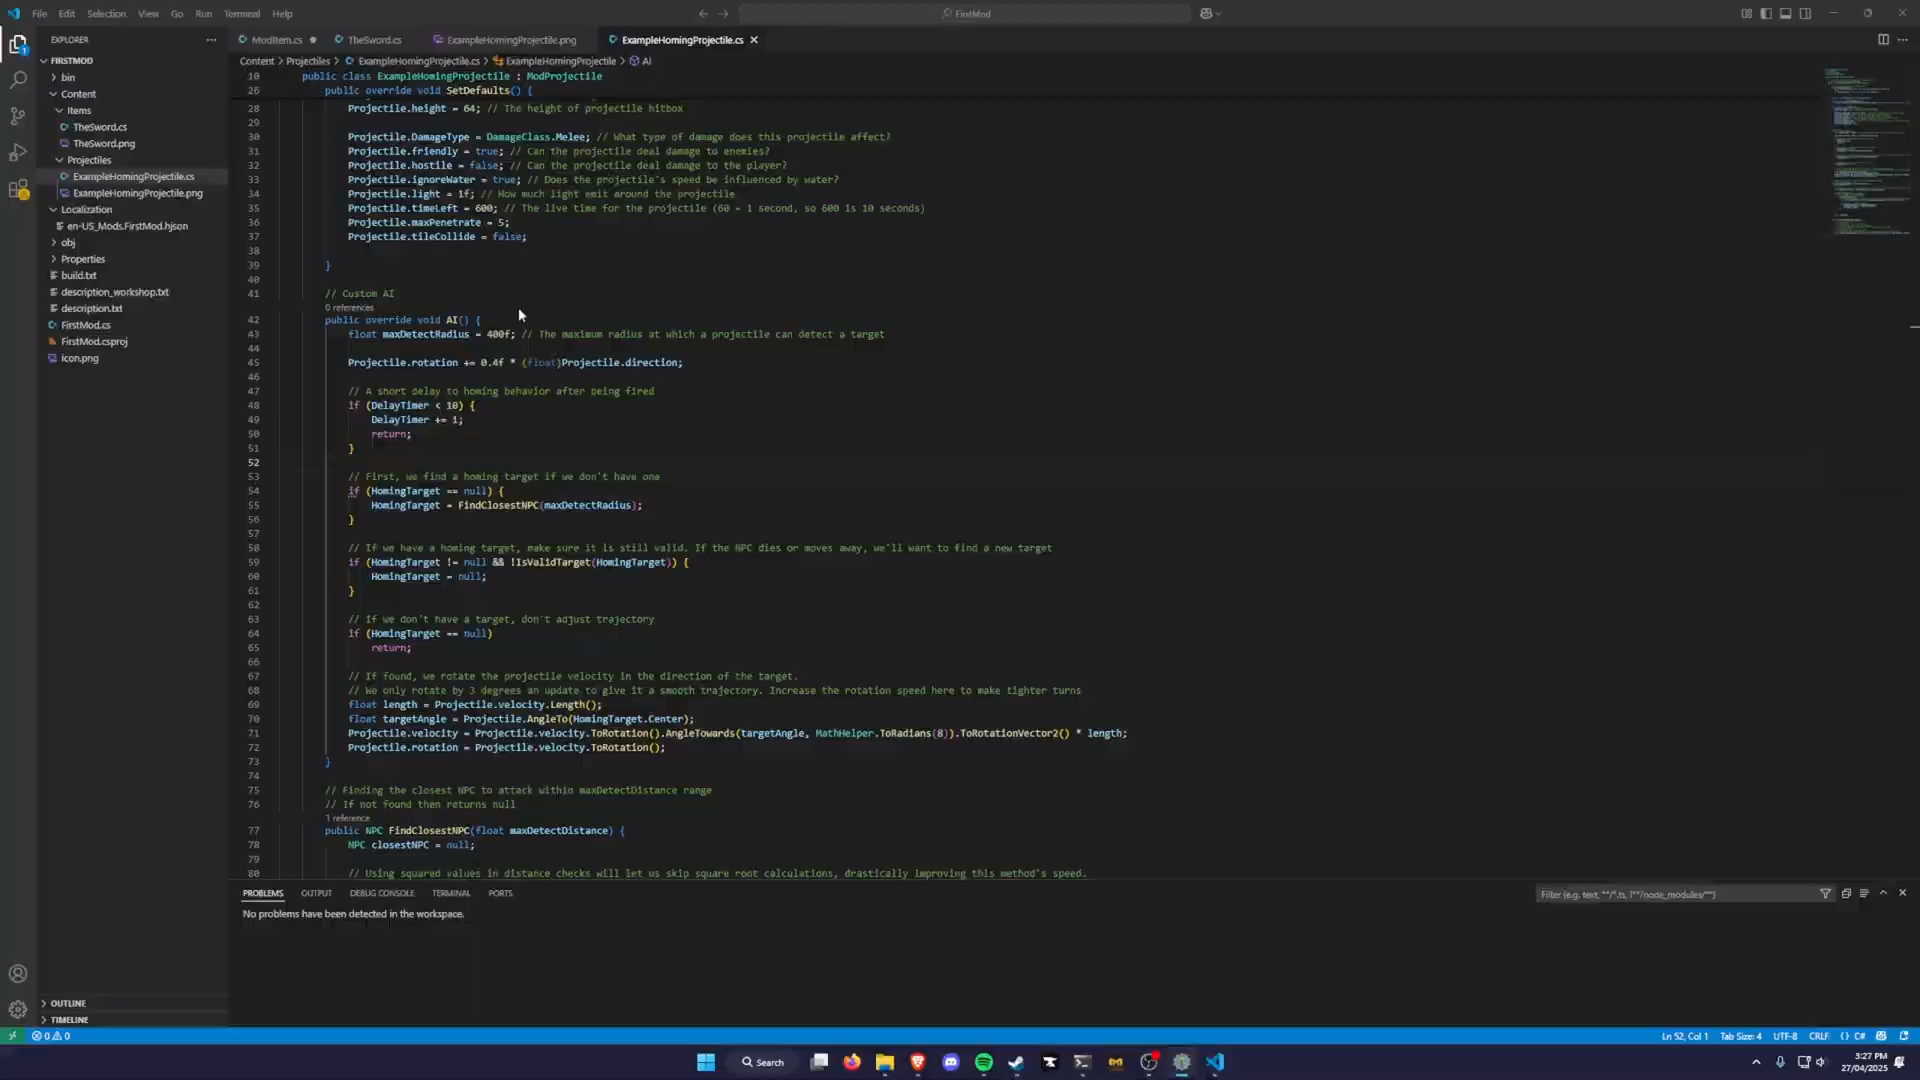 File Edit Selection View Go Run Terminal Help
FirstMod
EXPLORER
ModItem.cs
TheSword.cs
ExampleHomingProjectile.png
ExampleHomingProjectile.cs
FIRSTMOD
bin
Content
Items
TheSword.cs
TheSword.png
Projectiles
ExampleHomingProjectile.cs
ExampleHomingProjectile.png
Localization
en-US_Mods.FirstMod.hjson
obj
Properties
build.txt
description_workshop.txt
description.txt
FirstMod.cs
FirstMod.csproj
icon.png
OUTLINE
TIMELINE
Content > Projectiles > ExampleHomingProjectile.cs > ExampleHomingProjectile > AI
10 public class ExampleHomingProjectile : ModProjectile
26 public override void SetDefaults() {
28 Projectile.height = 64; // The height of projectile hitbox
29
30 Projectile.DamageType = DamageClass.Melee; // What type of damage does this projectile affect?
31 Projectile.friendly = true; // Can the projectile deal damage to enemies?
32 Projectile.hostile = false; // Can the projectile deal damage to the player?
33 Projectile.ignoreWater = true; // Does the projectile's speed be influenced by water?
34 Projectile.light = 1f; // How much light emit around the projectile
35 Projectile.timeLeft = 600; // The live time for the projectile (60 = 1 second, so 600 is 10 seconds)
36 Projectile.maxPenetrate = 5;
37 Projectile.tileCollide = false;
38
39 }
40
41 // Custom AI
0 references
42 public override void AI() {
43 float maxDetectRadius = 400f; // The maximum radius at which a projectile can detect a target
44
45 Projectile.rotation += 0.4f * (float)Projectile.direction;
46
47 // A short delay to homing behavior after being fired
48 if (DelayTimer < 10) {
49 DelayTimer += 1;
50 return;
51 }
52
53 // First, we find a homing target if we don't have one
54 if (HomingTarget == null) {
55 HomingTarget = FindClosestNPC(maxDetectRadius);
56 }
57
58 // If we have a homing target, make sure it is still valid. If the NPC dies or moves away, we'll want to find a new target
59 if (HomingTarget != null && !IsValidTarget(HomingTarget)) {
60 HomingTarget = null;
61 }
62
63 // If we don't have a target, don't adjust trajectory
64 if (HomingTarget == null)
65 return;
66
67 // If found, we rotate the projectile velocity in the direction of the target.
68 // We only rotate by 3 degrees an update to give it a smooth trajectory. Increase the rotation speed here to make tighter turns
69 float length = Projectile.velocity.Length();
70 float targetAngle = Projectile.AngleTo(HomingTarget.Center);
71 Projectile.velocity = Projectile.velocity.ToRotation().AngleTowards(targetAngle, MathHelper.ToRadians(8)).ToRotationVector2() * length;
72 Projectile.rotation = Projectile.velocity.ToRotation();
73 }
74
75 // Finding the closest NPC to attack within maxDetectDistance range
76 // If not found then returns null
1 reference
77 public NPC FindClosestNPC(float maxDetectDistance) {
78 NPC closestNPC = null;
79
80 // Using squared values in distance checks will let us skip square root calculations, drastically improving this method's speed.
PROBLEMS OUTPUT DEBUG CONSOLE TERMINAL PORTS
Filter (e.g. text, **/*.ts, !**/node_modules/**)
No problems have been detected in the workspace.
0 0
Ln 52, Col 1 Tab Size: 4 UTF-8 CRLF {} C#
Search
3:27 PM
27/04/2025